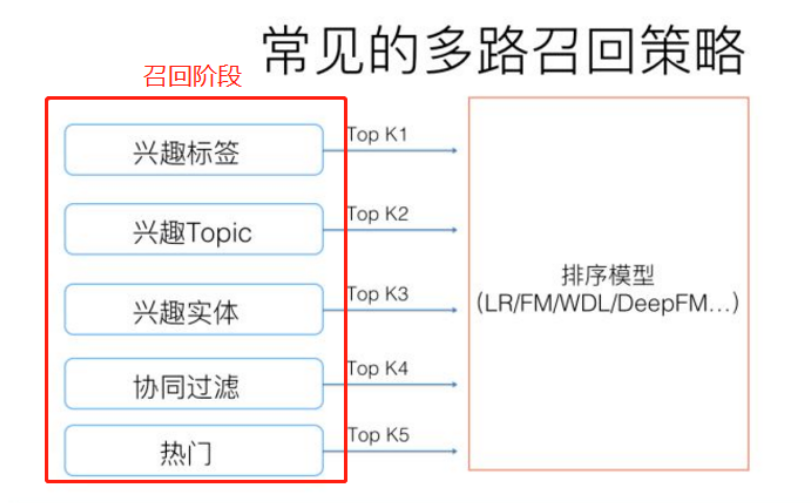 常见的多路召回策略
召回阶段
兴趣标签
Top K1
兴趣Topic
Top K2
兴趣实体
Top K3
协同过滤
Top K4
热门
Top K5
排序模型
(LR/FM/WDL/DeepFM...)